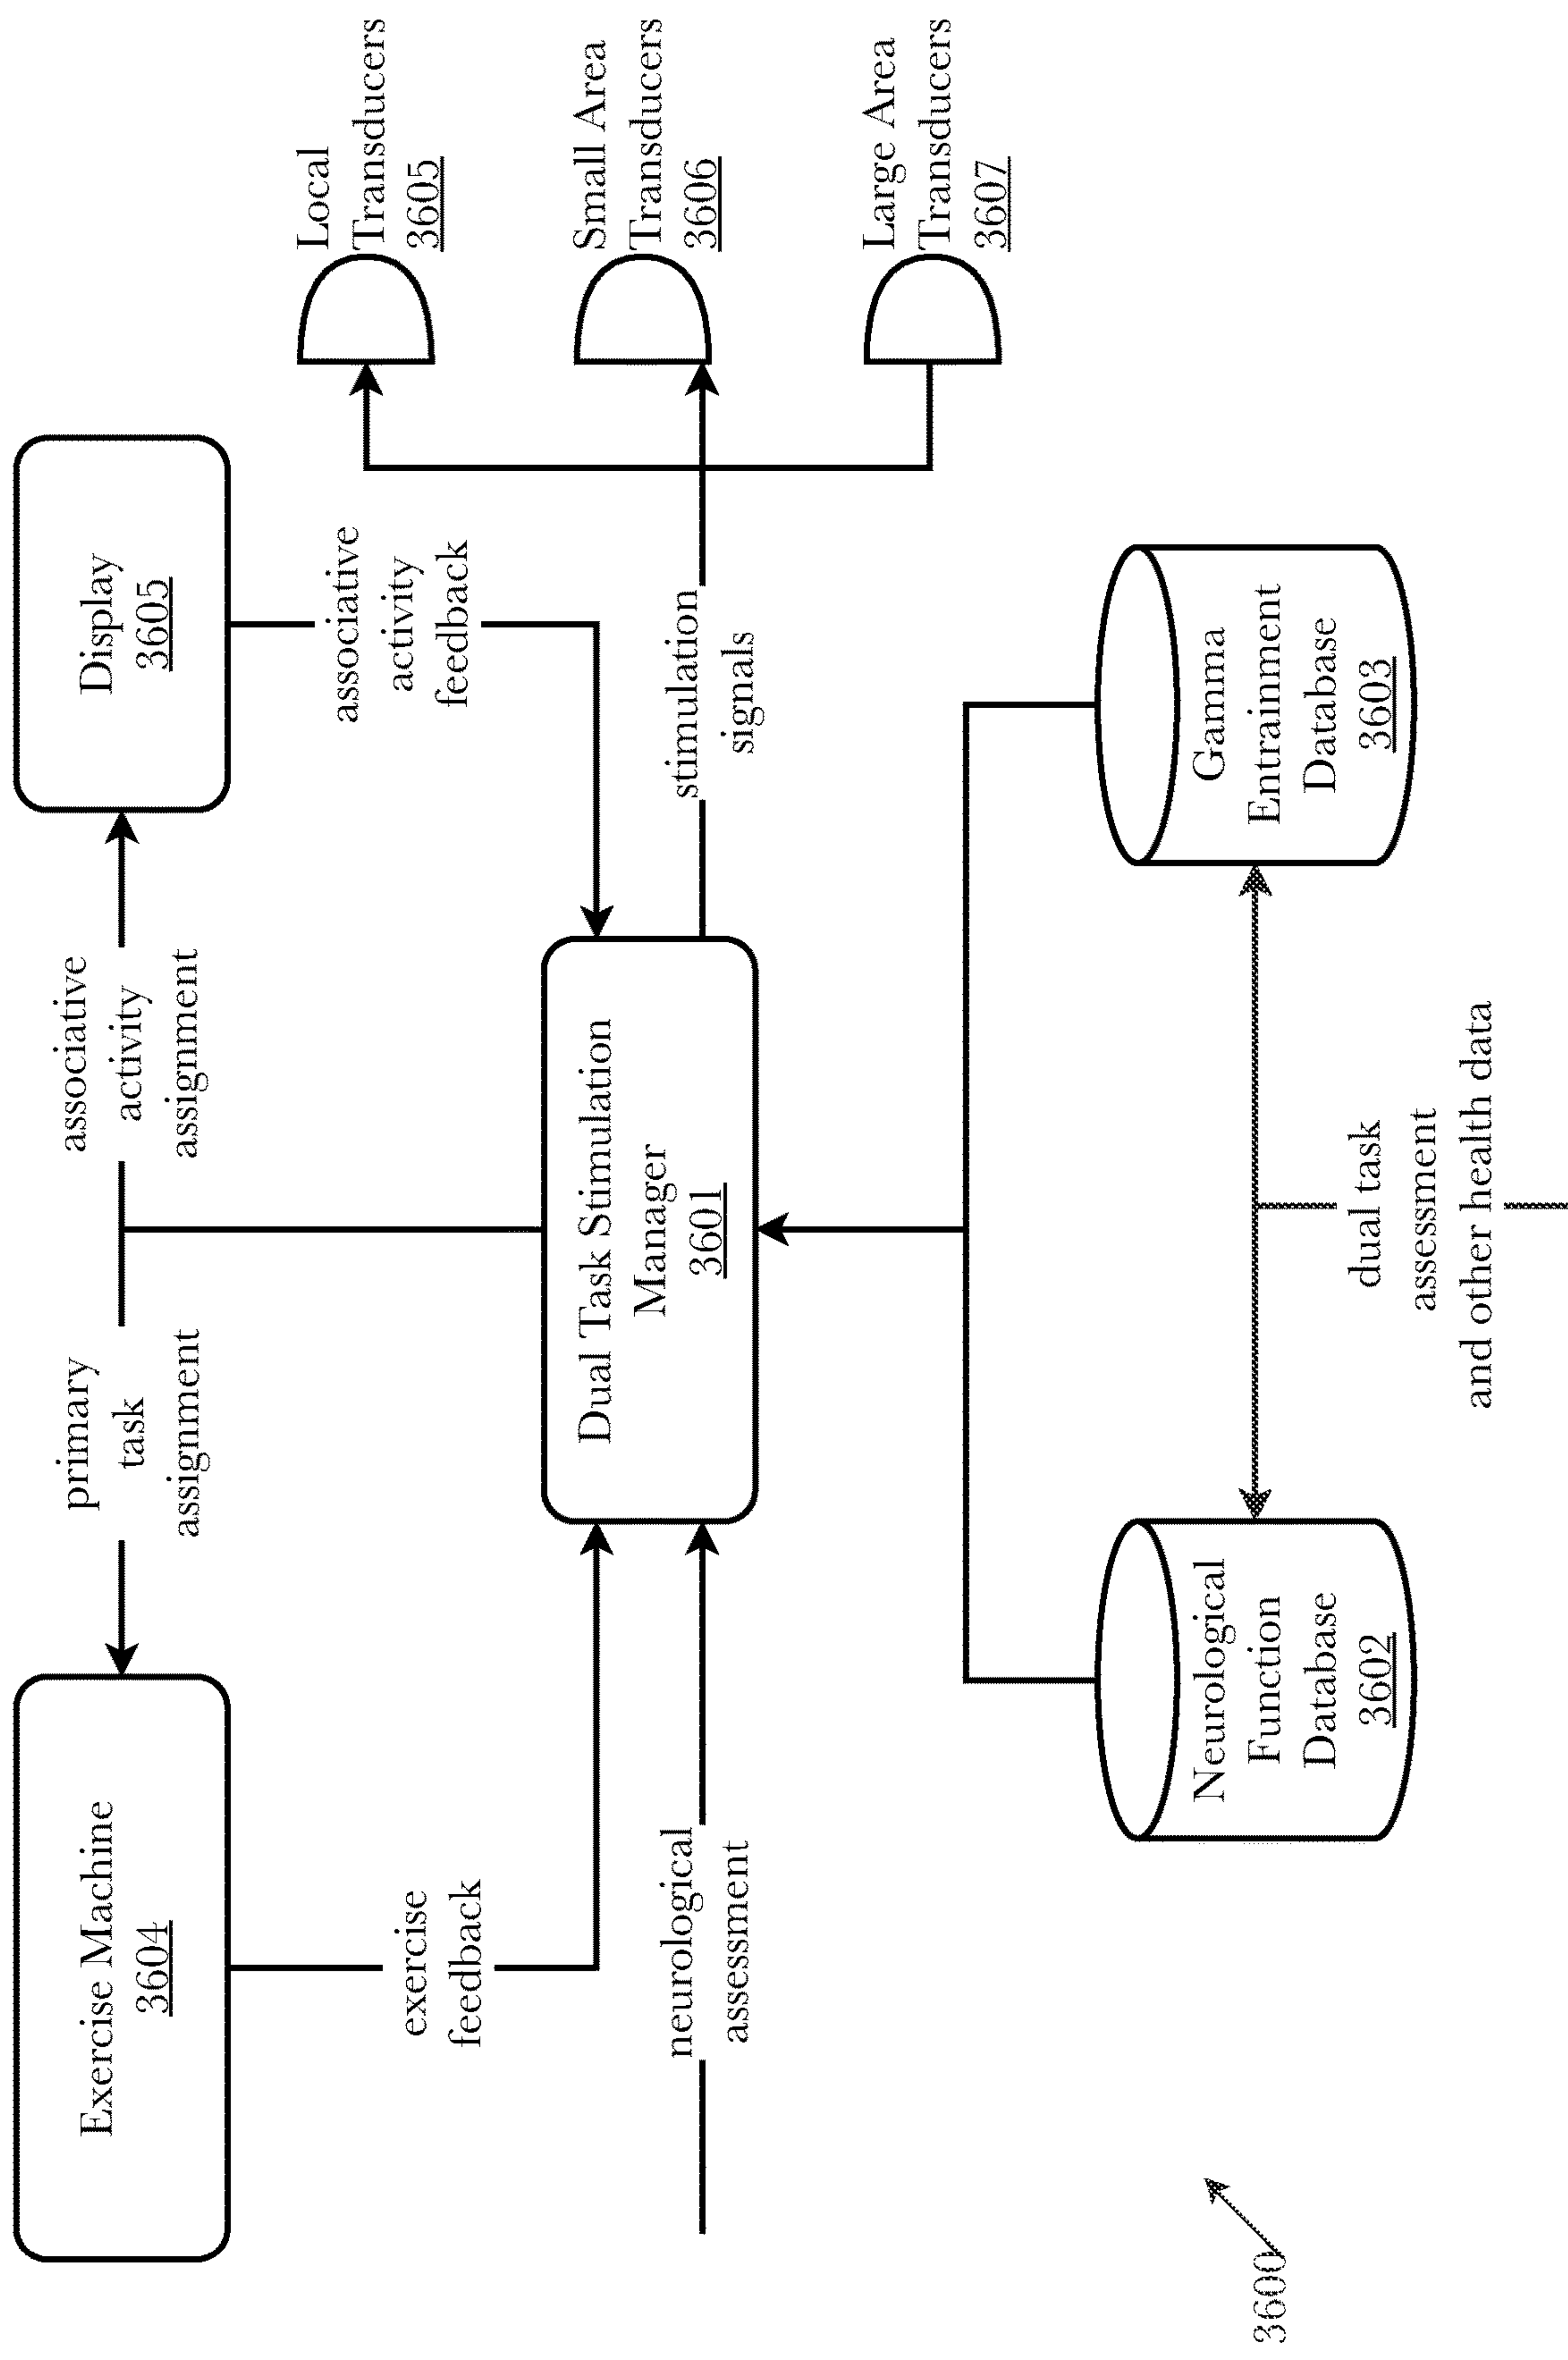 Exercise Machine
3604
primary
task
assignment
associative
activity
assignment
Display
3605
exercise
feedback
associative
activity
feedback
neurological
assessment
Dual Task Stimulation
Manager
3601
stimulation
signals
Local
Transducers
3605
Small Area
Transducers
3606
Large Area
Transducers
3607
Neurological
Function
Database
3602
Gamma
Entrainment
Database
3603
dual task
assessment
and other health data
3600